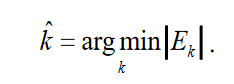 k̂ = arg min |E_k| .
k